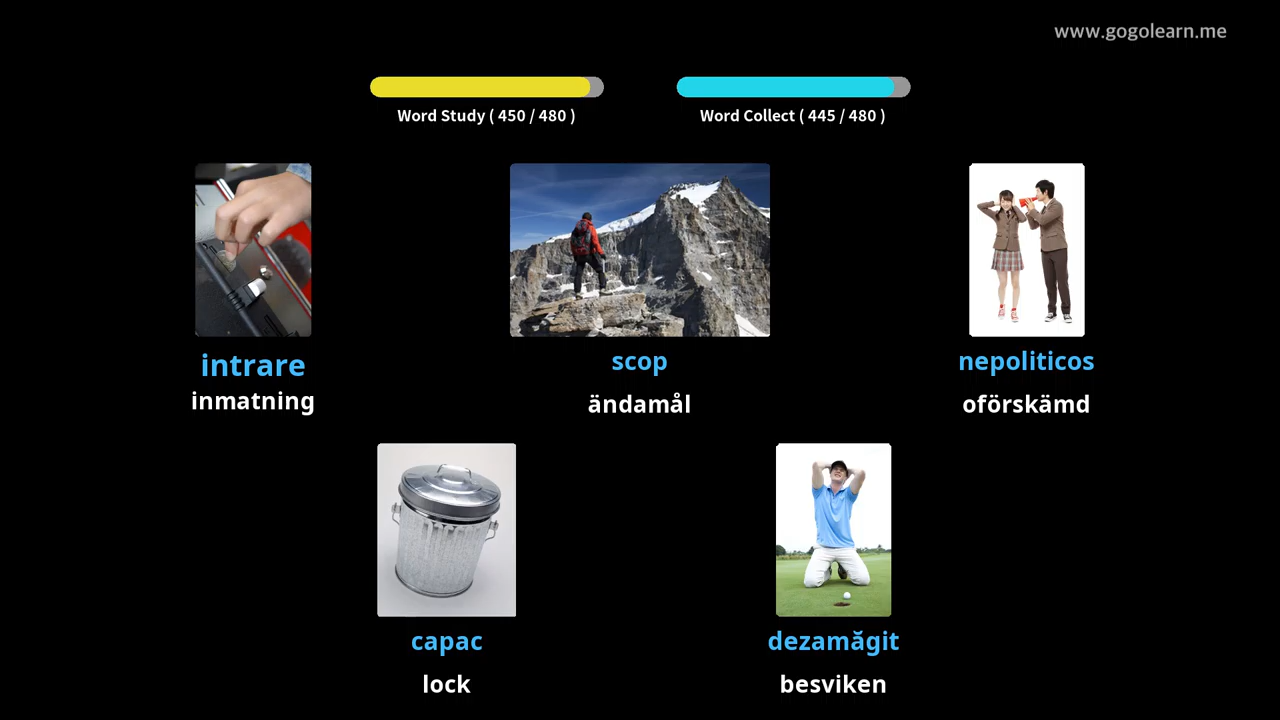 www.gogolearn.me
Word Study ( 450 / 480 )
Word Collect ( 445 / 480 )
intrare
inmatning
scop
ändamål
nepoliticos
oförskämd
capac
lock
dezamăgit
besviken